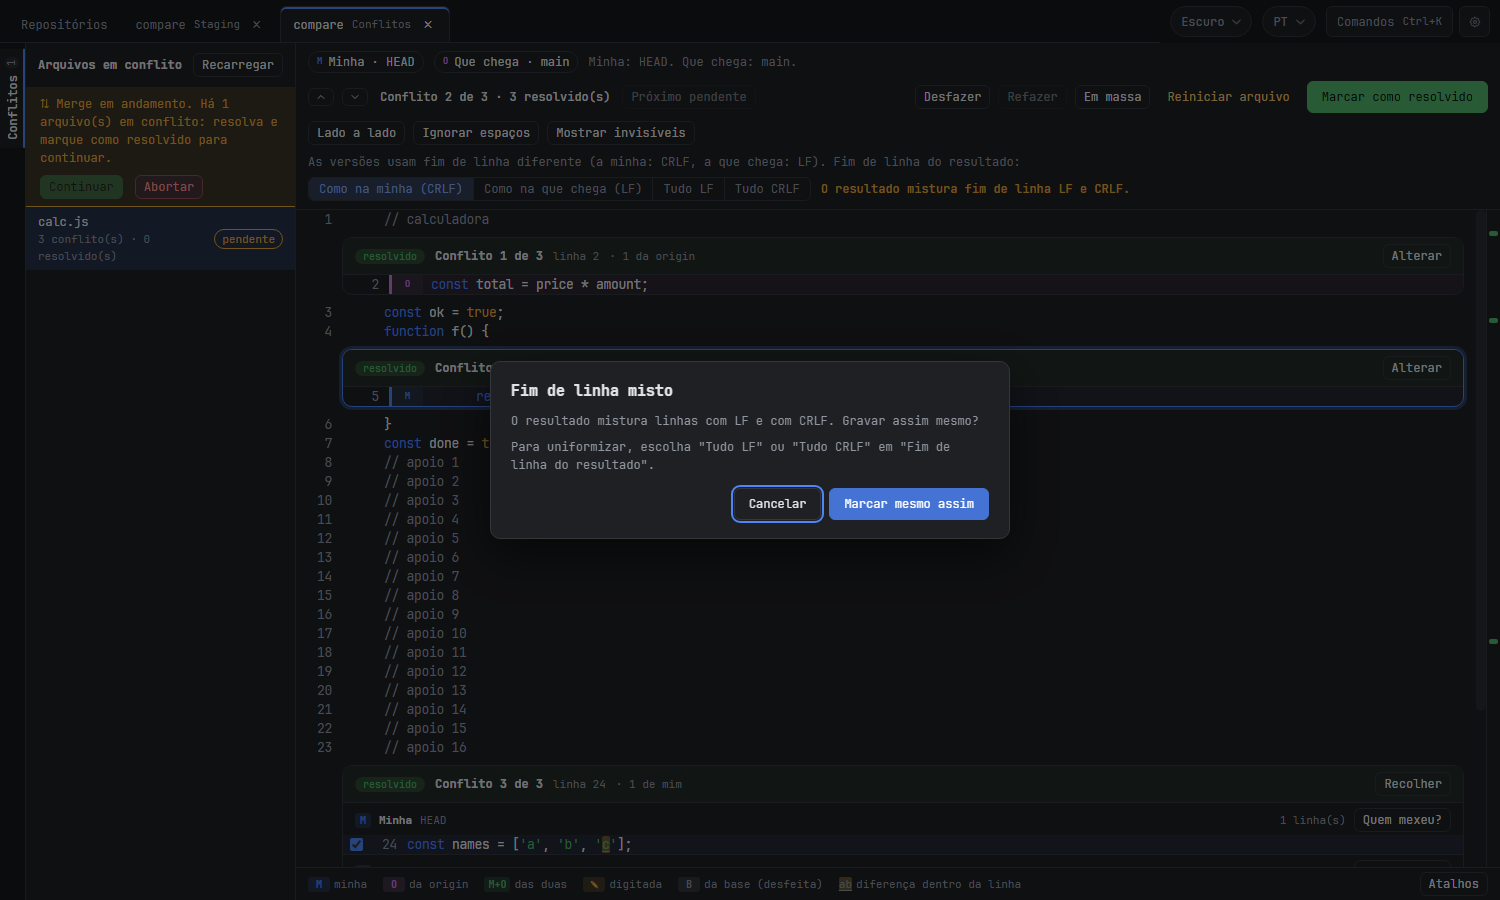 Repositórios compare Staging × compare Conflitos × Escuro PT Comandos Ctrl+K
Conflitos 1
Arquivos em conflito Recarregar
⇅ Merge em andamento. Há 1
arquivo(s) em conflito: resolva e
marque como resolvido para
continuar.
Continuar Abortar
calc.js
3 conflito(s) · 0
resolvido(s)
pendente
M Minha · HEAD O Que chega · main Minha: HEAD. Que chega: main.
Conflito 2 de 3 · 3 resolvido(s) Próximo pendente Desfazer Refazer Em massa Reiniciar arquivo Marcar como resolvido
Lado a lado Ignorar espaços Mostrar invisíveis
As versões usam fim de linha diferente (a minha: CRLF, a que chega: LF). Fim de linha do resultado:
Como na minha (CRLF) Como na que chega (LF) Tudo LF Tudo CRLF O resultado mistura fim de linha LF e CRLF.
1 // calculadora
resolvido Conflito 1 de 3 linha 2 · 1 da origin Alterar
2 O const total = price * amount;
3 const ok = true;
4 function f() {
resolvido Conflito Alterar
5 M re
6 }
7 const done = t
8 // apoio 1
9 // apoio 2
10 // apoio 3
11 // apoio 4
12 // apoio 5
13 // apoio 6
14 // apoio 7
15 // apoio 8
16 // apoio 9
17 // apoio 10
18 // apoio 11
19 // apoio 12
20 // apoio 13
21 // apoio 14
22 // apoio 15
23 // apoio 16
Fim de linha misto
O resultado mistura linhas com LF e com CRLF. Gravar assim mesmo?
Para uniformizar, escolha "Tudo LF" ou "Tudo CRLF" em "Fim de
linha do resultado".
Cancelar Marcar mesmo assim
resolvido Conflito 3 de 3 linha 24 · 1 de mim Recolher
M Minha HEAD 1 linha(s) Quem mexeu?
24 const names = ['a', 'b', 'c'];
M minha O da origin M+O das duas digitada B da base (desfeita) ab diferença dentro da linha Atalhos